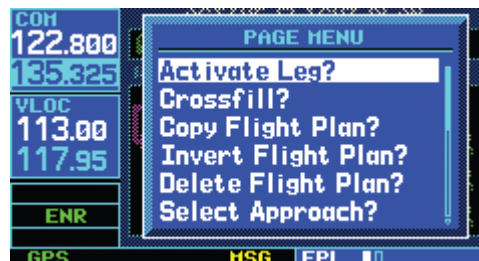 COM
122.800
135.325
VLOC
113.00
117.95
ENR
GPS
MSG
FPL
PAGE MENU
Activate Leg?
Crossfill?
Copy Flight Plan?
Invert Flight Plan?
Delete Flight Plan?
Select Approach?